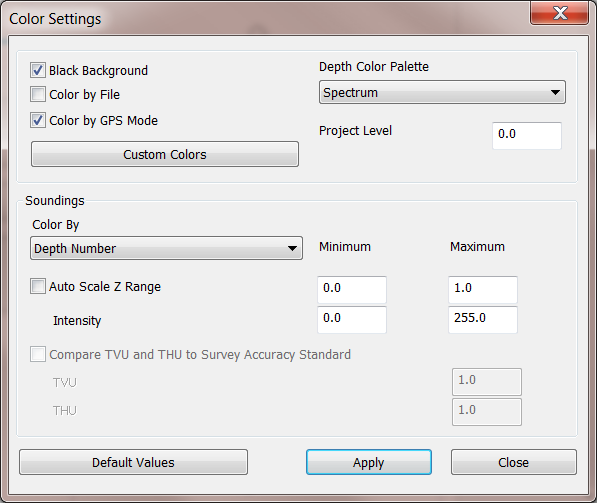 Color Settings
Black Background
Depth Color Palette
Color by File
Spectrum
Color by GPS Mode
Project Level
0.0
Custom Colors
Soundings
Color By
Depth Number
Minimum
Maximum
Auto Scale Z Range
0.0
1.0
Intensity
0.0
255.0
Compare TVU and THU to Survey Accuracy Standard
TVU
1.0
THU
1.0
Default Values
Apply
Close